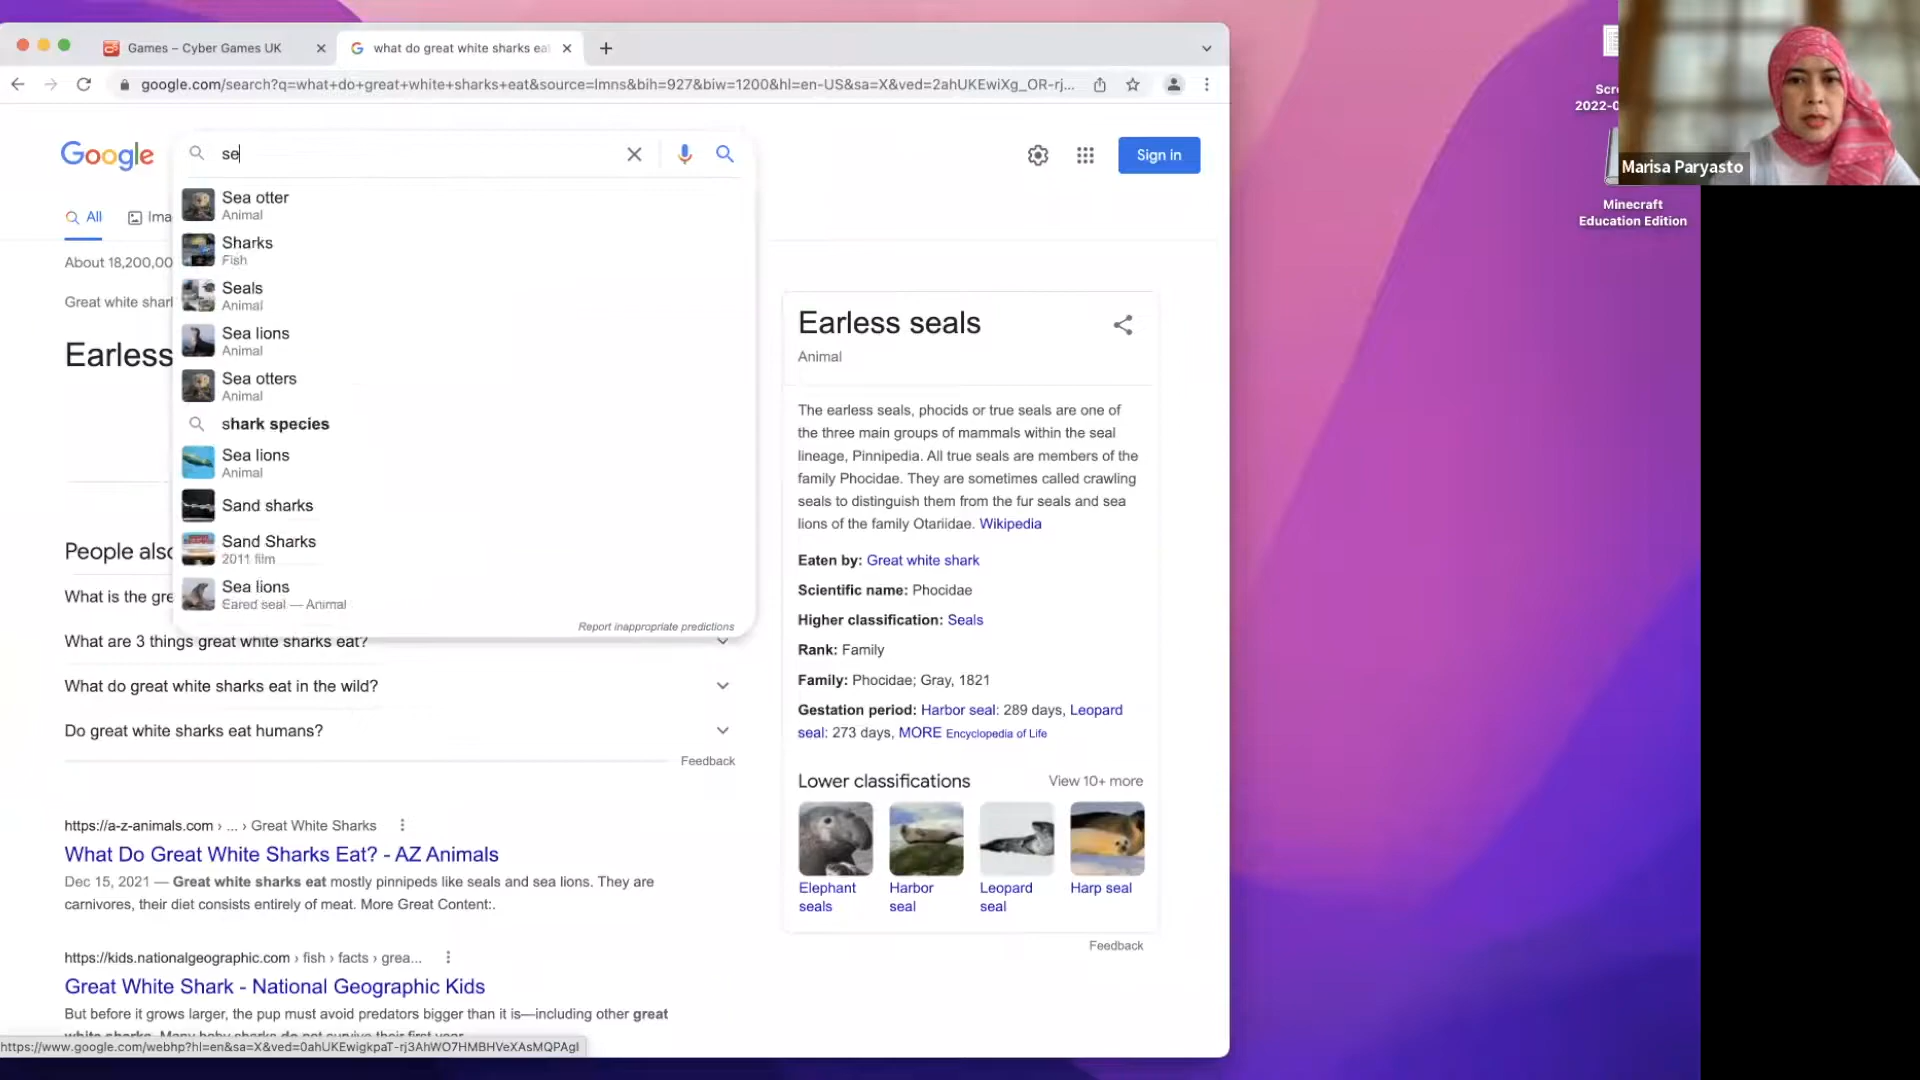 Games – Cyber Games UK
what do great white sharks eat
google.com/search?q=what+do+great+white+sharks+eat&source=lmns&bih=927&biw=1200&hl=en-US&sa=X&ved=2ahUKEwiXg_OR-rj...
Google
se
Sign in
All
Ima
About 18,200,00
Great white shar
Earless
Sea otter
Animal
Sharks
Fish
Seals
Animal
Sea lions
Animal
Sea otters
Animal
shark species
Sea lions
Animal
Sand sharks
Sand Sharks
2011 film
Sea lions
Eared seal — Animal
Report inappropriate predictions
People also
What is the gre
What are 3 things great white sharks eat?
What do great white sharks eat in the wild?
Do great white sharks eat humans?
Feedback
https://a-z-animals.com › ... › Great White Sharks
What Do Great White Sharks Eat? - AZ Animals
Dec 15, 2021 — Great white sharks eat mostly pinnipeds like seals and sea lions. They are
carnivores, their diet consists entirely of meat. More Great Content:.
https://kids.nationalgeographic.com › fish › facts › grea...
Great White Shark - National Geographic Kids
But before it grows larger, the pup must avoid predators bigger than it is—including other great
white sharks. Many baby sharks do not survive their first year.
https://www.google.com/webhp?hl=en&sa=X&ved=0ahUKEwigkpaT-rj3AhWO7HMBHVeXAsMQPAgI
Earless seals
Animal
The earless seals, phocids or true seals are one of
the three main groups of mammals within the seal
lineage, Pinnipedia. All true seals are members of the
family Phocidae. They are sometimes called crawling
seals to distinguish them from the fur seals and sea
lions of the family Otariidae. Wikipedia
Eaten by: Great white shark
Scientific name: Phocidae
Higher classification: Seals
Rank: Family
Family: Phocidae; Gray, 1821
Gestation period: Harbor seal: 289 days, Leopard
seal: 273 days, MORE Encyclopedia of Life
Lower classifications
View 10+ more
Elephant
seals
Harbor
seal
Leopard
seal
Harp seal
Feedback
Scre
2022-0
Minecraft
Education Edition
Marisa Paryasto